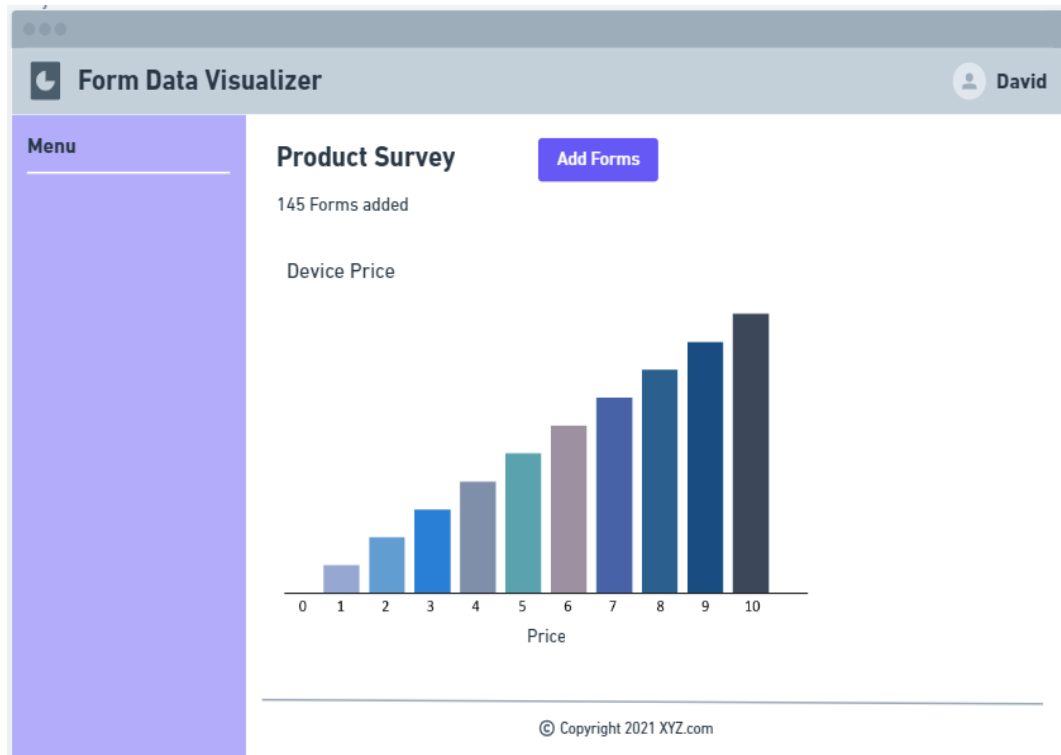 Form Data Visualizer
David
Menu
Product Survey
Add Forms
145 Forms added
Device Price
0 1 2 3 4 5 6 7 8 9 10
Price
© Copyright 2021 XYZ.com